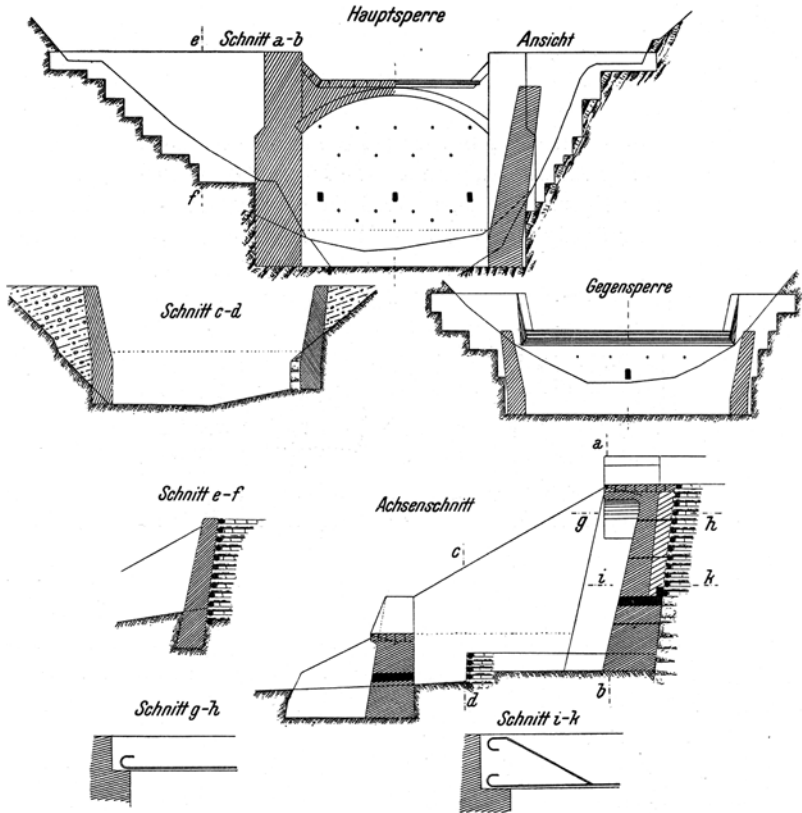 Hauptsperre
e Schnitt a-b Ansicht
f
Schnitt c-d
Gegensperre
a
Schnitt e-f
Achsenschnitt
g h
c
i k
d b
Schnitt g-h
Schnitt i-k